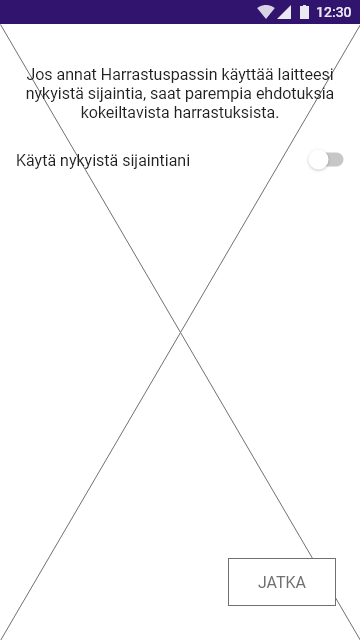 12:30
Jos annat Harrastuspassin käyttää laitteesi
nykyistä sijaintia, saat parempia ehdotuksia
kokeiltavista harrastuksista.
Käytä nykyistä sijaintiani
JATKA